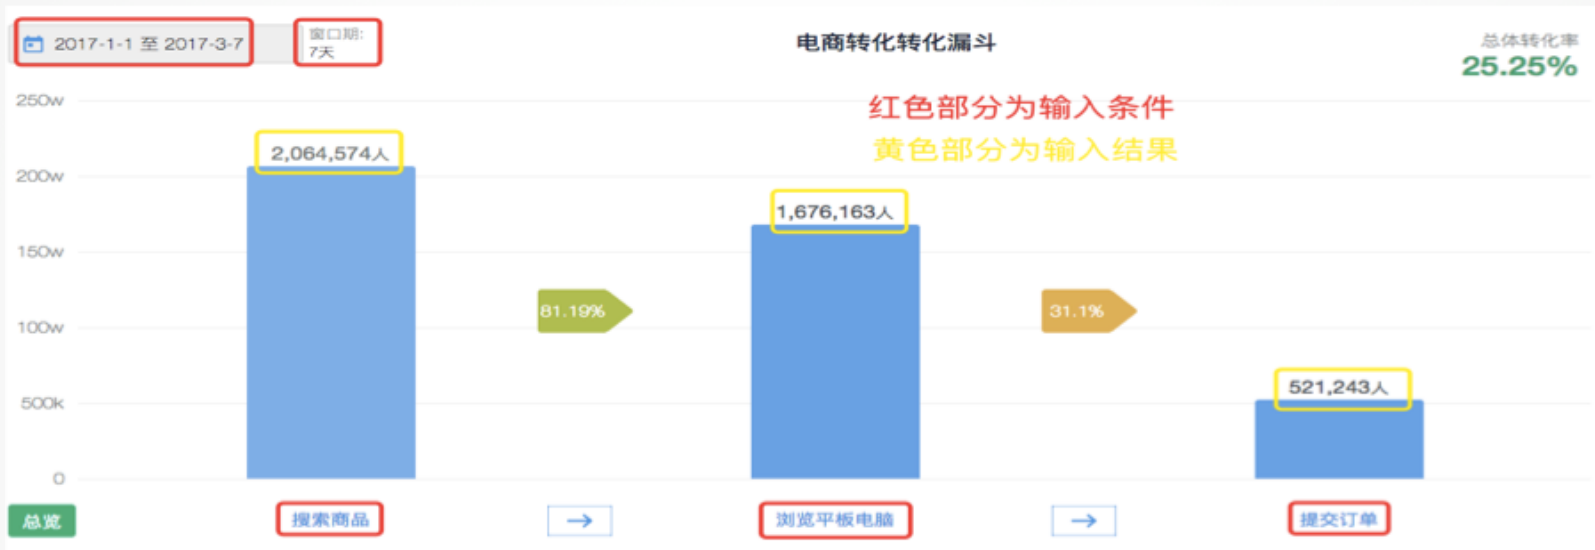 2017-1-1 至 2017-3-7
窗口期:
7天
电商转化转化漏斗
总体转化率
25.25%
红色部分为输入条件
黄色部分为输入结果
250w
200w
150w
100w
500k
0
2,064,574人
1,676,163人
521,243人
81.19%
31.1%
总览
搜索商品
浏览平板电脑
提交订单